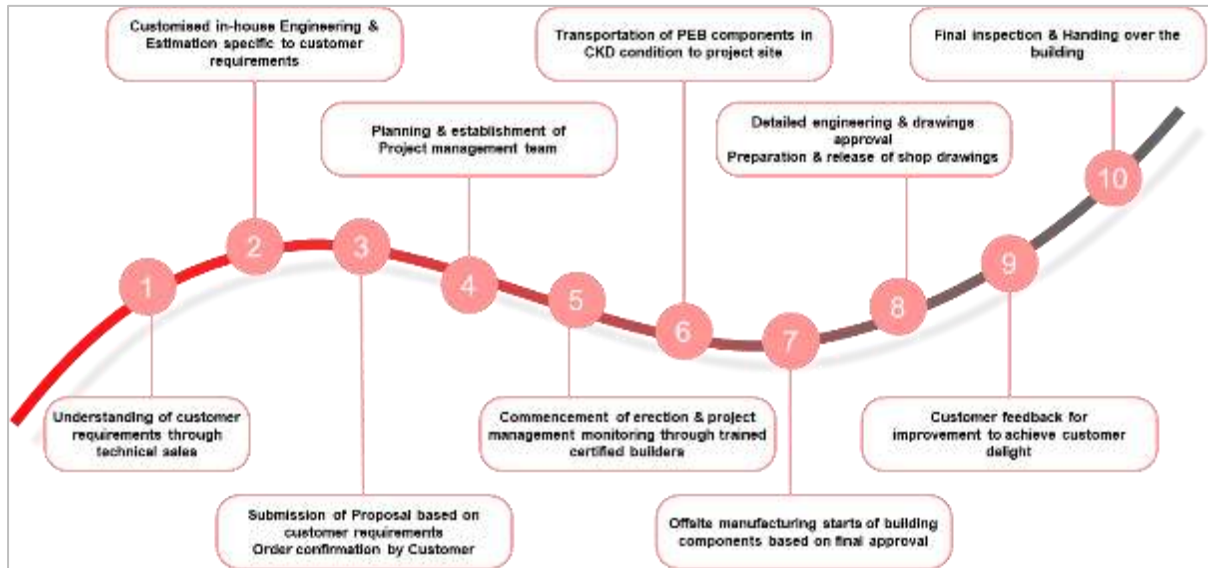 Customised in-house Engineering &
Estimation specific to customer
requirements
Transportation of PEB components in
CKD condition to project site
Final inspection & Handing over the
building
Planning & establishment of
Project management team
Detailed engineering & drawings
approval
Preparation & release of shop drawings
1
2
3
4
5
6
7
8
9
10
Understanding of customer
requirements through
technical sales
Commencement of erection & project
management monitoring through trained
certified builders
Customer feedback for
improvement to achieve customer
delight
Submission of Proposal based on
customer requirements
Order confirmation by Customer
Offsite manufacturing starts of building
components based on final approval